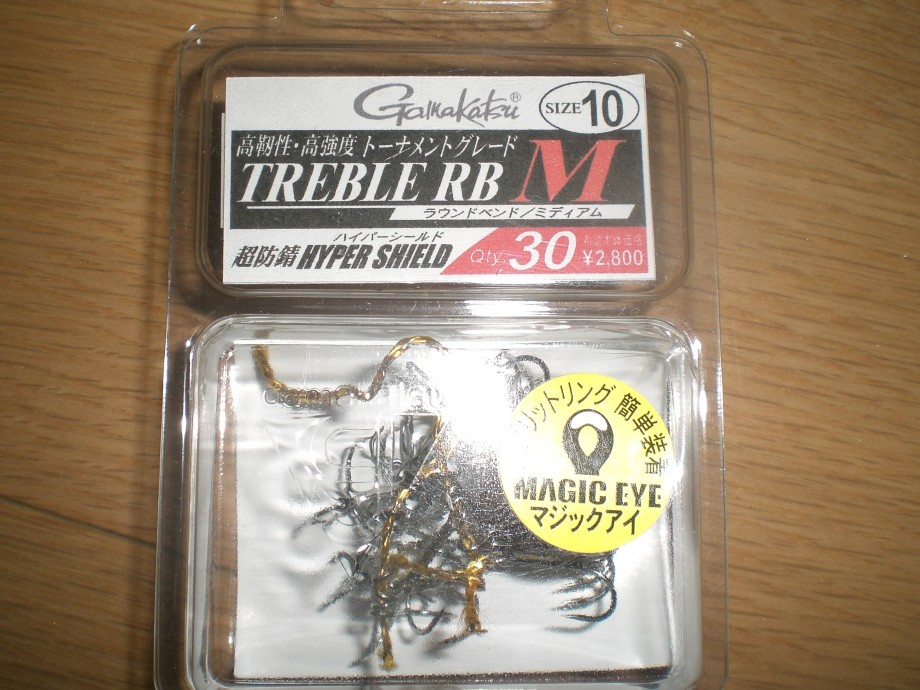 Gamakatsu®
SIZE 10
高靭性・高強度 トーナメントグレード
TREBLE RB M
ラウンドベンド/ミディアム
ハイパーシールド
超防錆 HYPER SHIELD
Qty. 30
¥2,800
リットリング 簡単装着
MAGIC EYE
マジックアイ